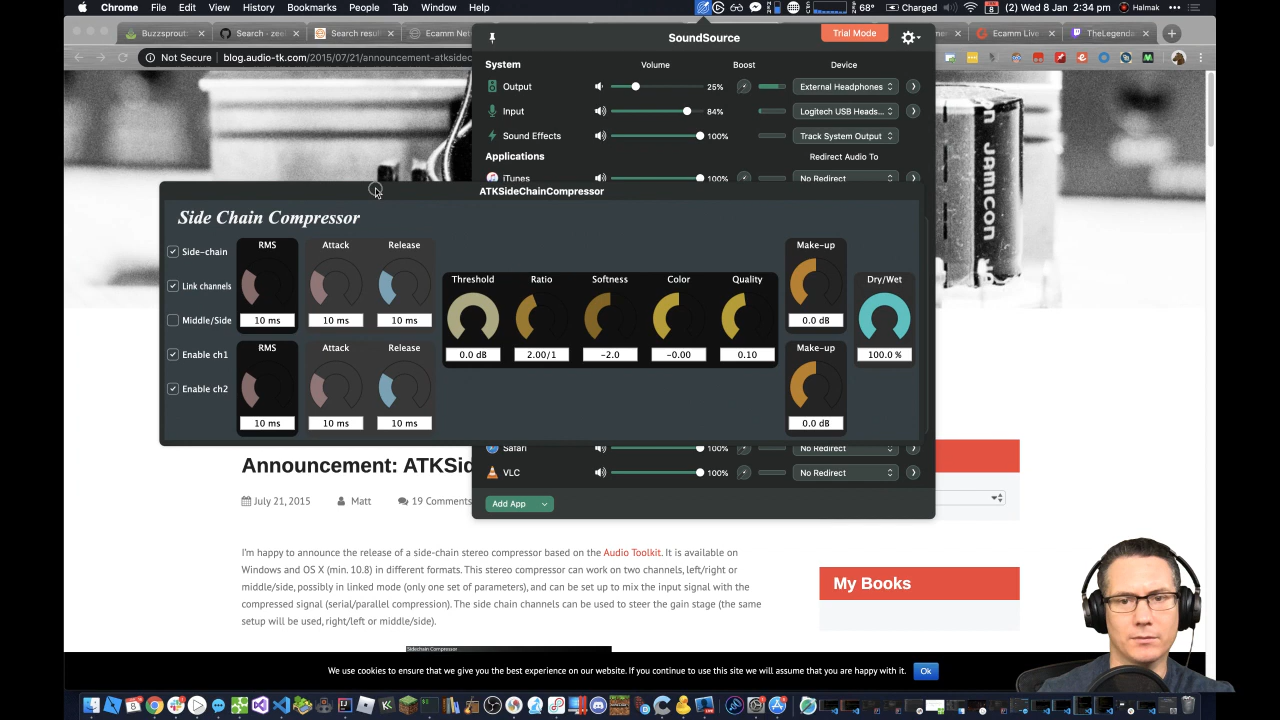 Chrome File Edit View History Bookmarks People Tab Window Help
68° Charged (2) Wed 8 Jan 2:34 pm Halmak
Buzzsprout: Search - zeel Search result Ecamm Net Ecamm Live TheLegende
Not Secure | blog.audio-tk.com/2015/07/21/announcement-atksidec
SoundSource
Trial Mode
System Volume Boost Device
Output 25% External Headphones
Input 84% Logitech USB Heads...
Sound Effects 100% Track System Output
Applications Redirect Audio To
iTunes 100% No Redirect
ATKSideChainCompressor
Side Chain Compressor
Side-chain
Link channels
Middle/Side
Enable ch1
Enable ch2
RMS Attack Release
10 ms 10 ms 10 ms
RMS Attack Release
10 ms 10 ms 10 ms
Threshold Ratio Softness Color Quality
0.0 dB 2.00/1 -2.0 -0.00 0.10
Make-up
0.0 dB
Make-up
0.0 dB
Dry/Wet
100.0 %
JAMICON
Safari 100% No Redirect
VLC 100% No Redirect
Add App
Announcement: ATKSid
July 21, 2015 Matt 19 Comments
I'm happy to announce the release of a side-chain stereo compressor based on the Audio Toolkit. It is available on
Windows and OS X (min. 10.8) in different formats. This stereo compressor can work on two channels, left/right or
middle/side, possibly in linked mode (only one set of parameters), and can be set up to mix the input signal with the
compressed signal (serial/parallel compression). The side chain channels can be used to steer the gain stage (the same
setup will be used, right/left or middle/side).
My Books
Sidechain Compressor
We use cookies to ensure that we give you the best experience on our website. If you continue to use this site we will assume that you are happy with it. Ok